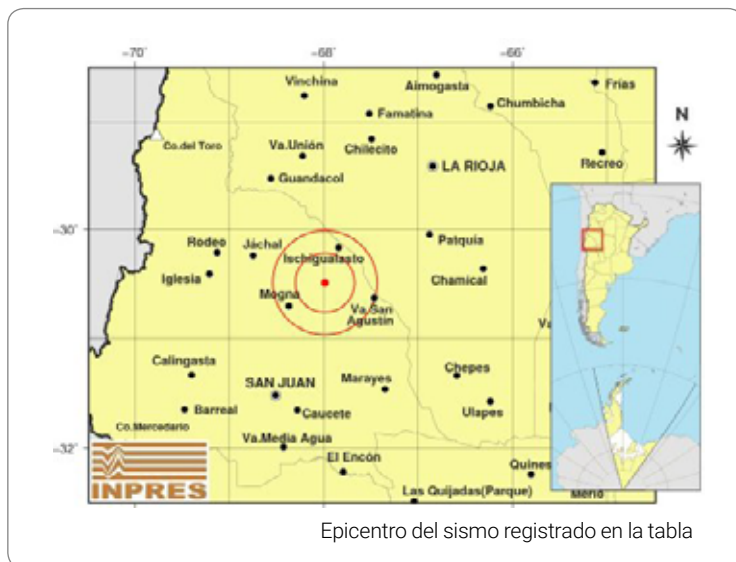 -70°
-68°
-66°
Vinchina
Aimogasta
Frías
Famatina
Chumbicha
N
Co.del Toro
Va.Unión
Chilecito
LA RIOJA
Recreo
Guandacol
-30°
Rodeo
Jáchal
Patquía
Ischigualasto
Iglesia
Chamical
Mogna
Va.San
Agustín
Va
Calingasta
Chepes
SAN JUAN
Marayes
Barreal
Caucete
Ulapes
Co.Mercedario
Va.Media Agua
-32°
El Encón
INPRES
Quines
Las Quijadas(Parque)
Merlo
Epicentro del sismo registrado en la tabla